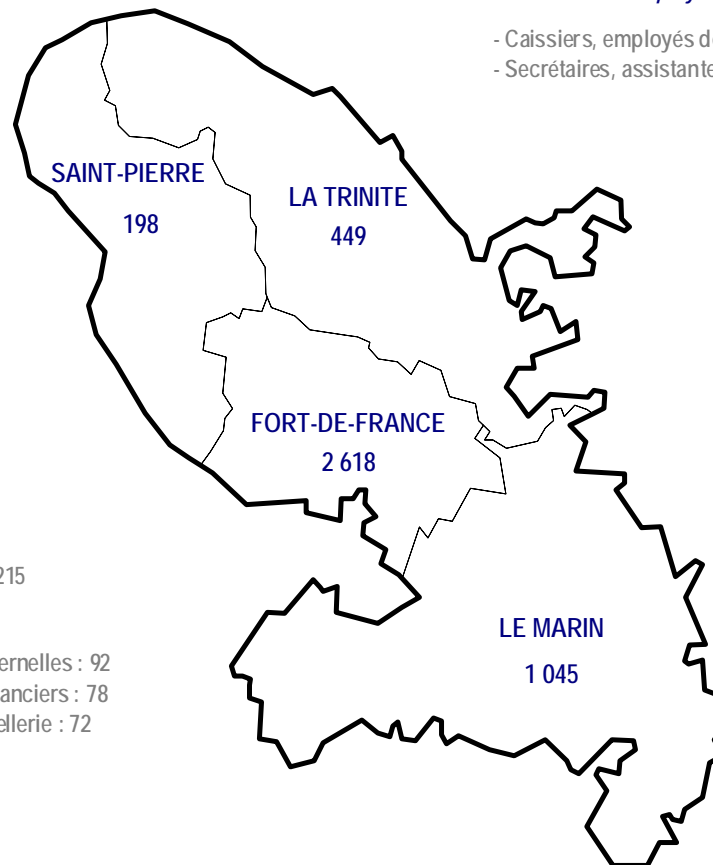 - Caissiers, employés d
- Secrétaires, assistante
SAINT-PIERRE
198
LA TRINITE
449
FORT-DE-FRANCE
2 618
215
LE MARIN
1 045
ernelles : 92
anciers : 78
ellerie : 72